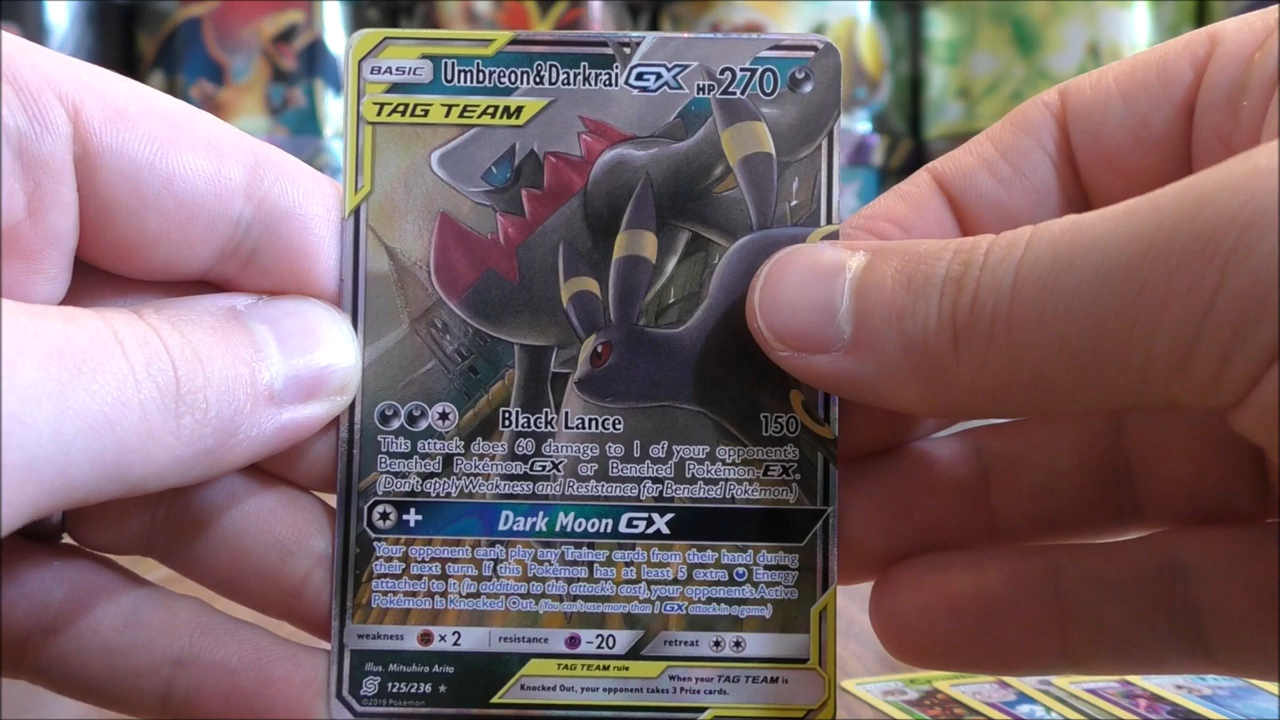 BASIC Umbreon&Darkrai GX HP 270
TAG TEAM
Black Lance 150
This attack does 60 damage to 1 of your opponent's
Benched Pokémon-GX or Benched Pokémon-EX.
(Don't apply Weakness and Resistance for Benched Pokémon.)
+ Dark Moon GX
Your opponent can't play any Trainer cards from their hand during
their next turn. If this Pokémon has at least 5 extra Energy
attached to it (in addition to this attack's cost), your opponent's Active
Pokémon is Knocked Out. (You can't use more than 1 GX attack in a game.)
weakness ×2 resistance -20 retreat
Illus. Mitsuhiro Arita
125/236
©2019 Pokémon
TAG TEAM rule
When your TAG TEAM is
Knocked Out, your opponent takes 3 Prize cards.